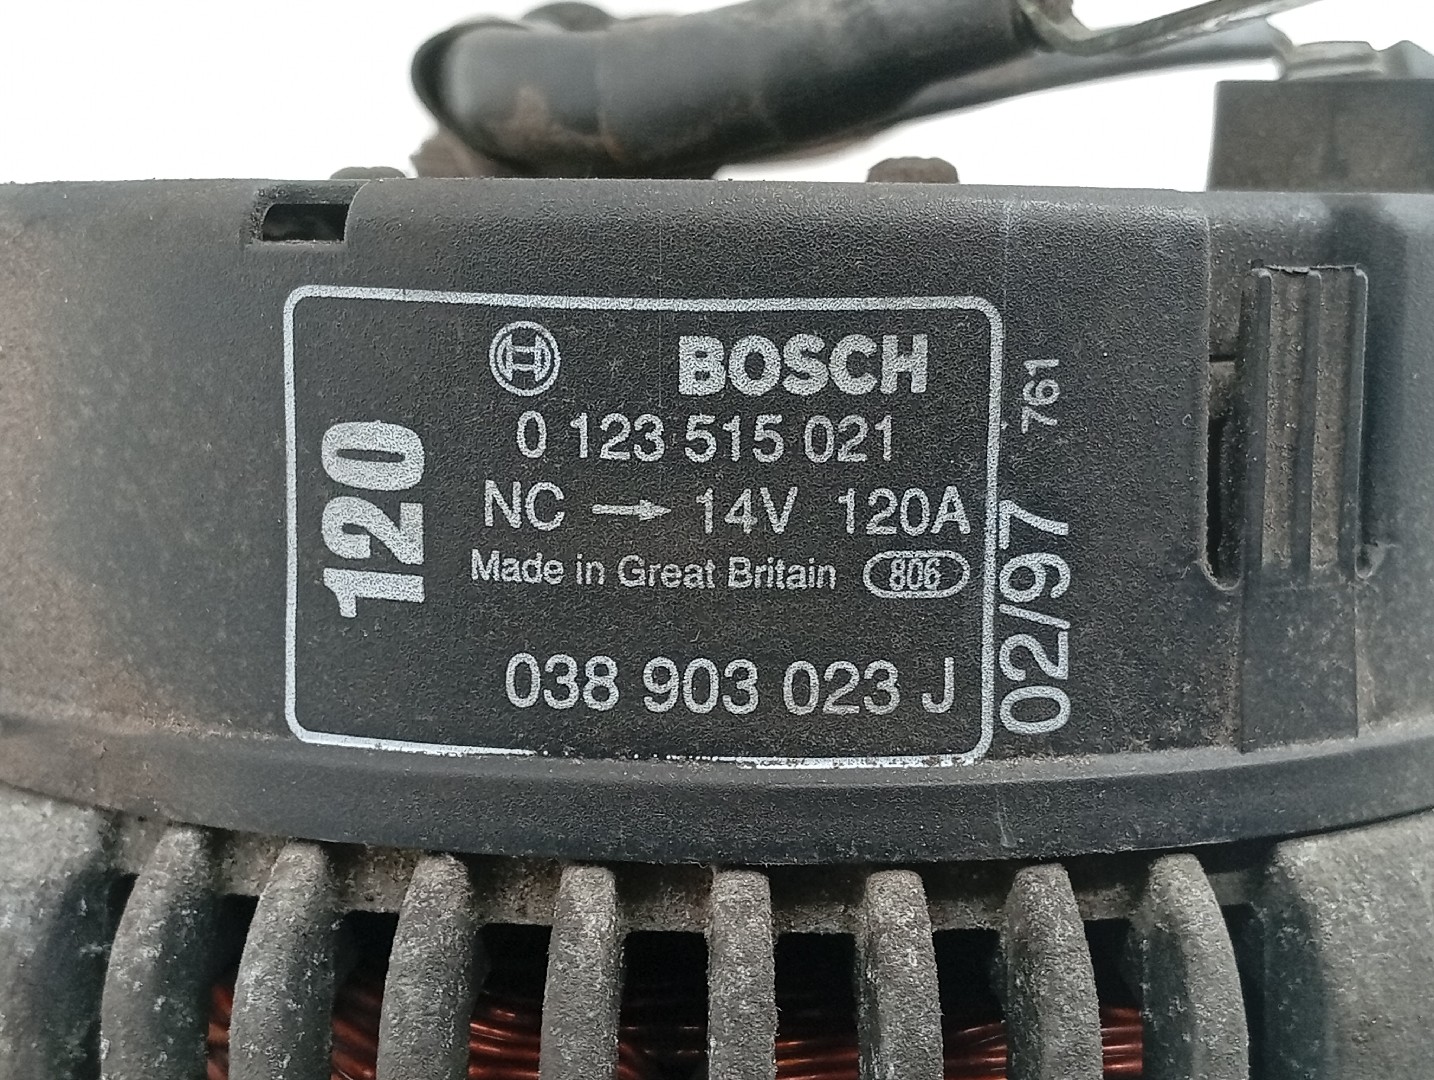 BOSCH
0 123 515 021
NC → 14V 120A
Made in Great Britain 806
038 903 023 J
120
02/97 761